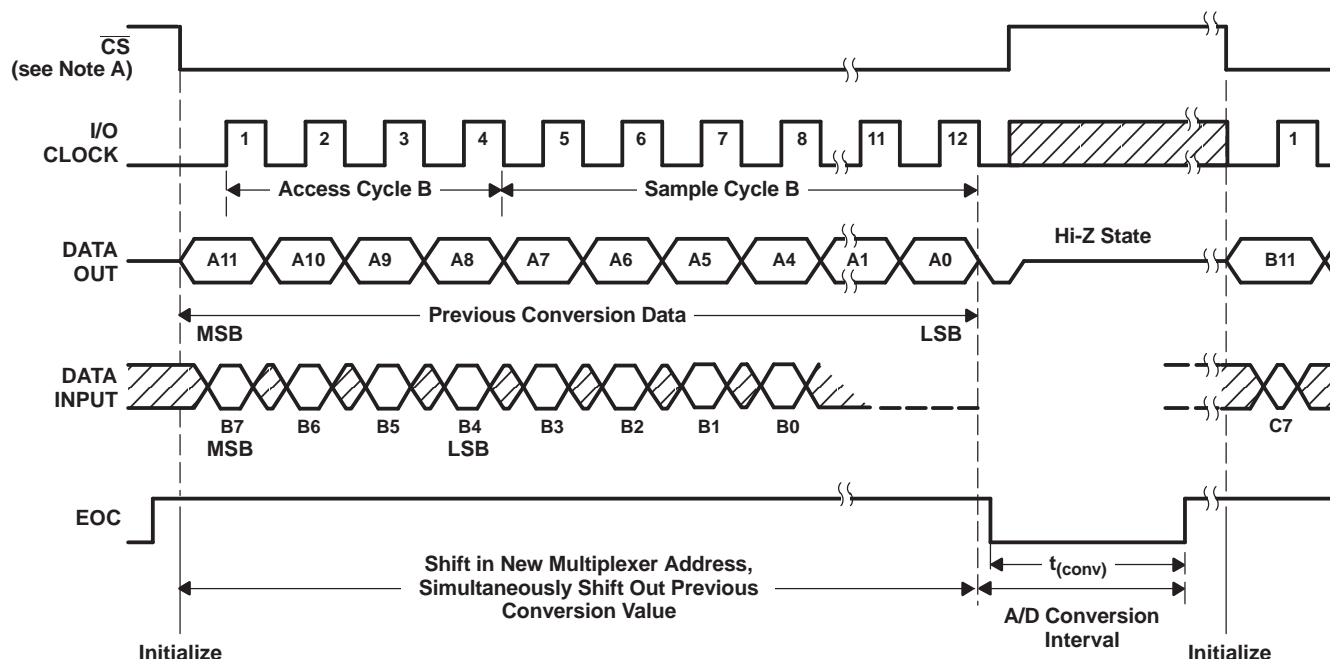 CS
(see Note A)
I/O
CLOCK
1 2 3 4 5 6 7 8 11 12 1
Access Cycle B Sample Cycle B
DATA
OUT
A11 A10 A9 A8 A7 A6 A5 A4 A1 A0 Hi-Z State B11
Previous Conversion Data
MSB LSB
DATA
INPUT
B7 B6 B5 B4 B3 B2 B1 B0 C7
MSB LSB
EOC
Shift in New Multiplexer Address,
Simultaneously Shift Out Previous
Conversion Value
t(conv)
A/D Conversion
Interval
Initialize Initialize